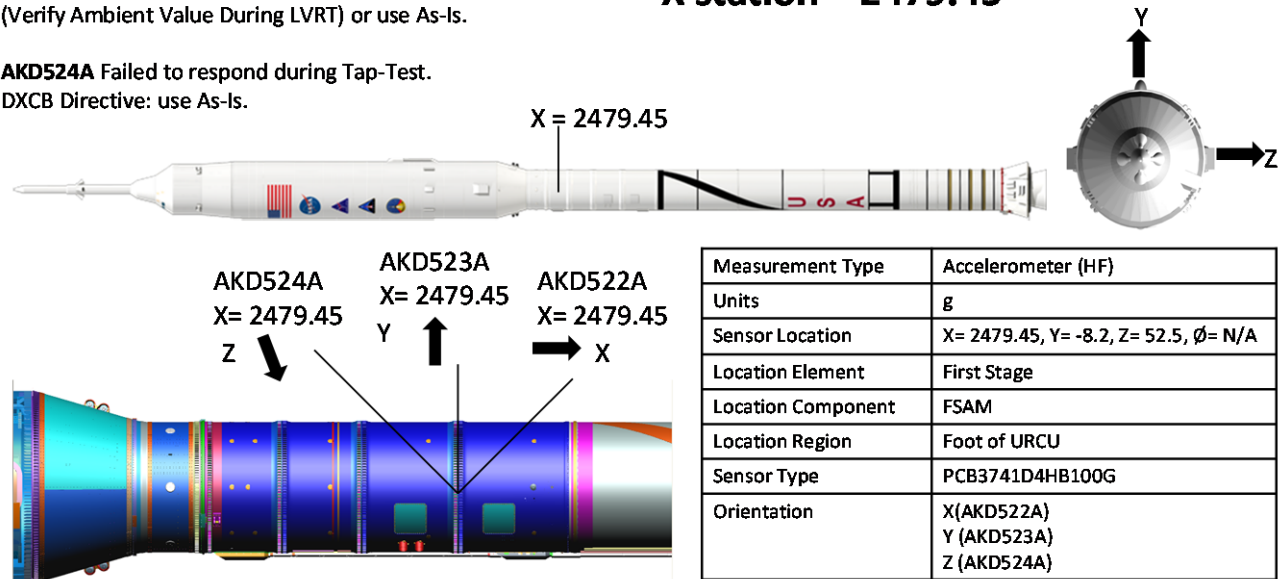 (Verify Ambient Value During LVRT) or use As-Is.
AKD524A Failed to respond during Tap-Test.
DXCB Directive: use As-Is.
X = 2479.45
Y
Z
USA
AKD524A
X= 2479.45
Z
AKD523A
X= 2479.45
Y
AKD522A
X= 2479.45
X
Measurement Type Accelerometer (HF)
Units g
Sensor Location X= 2479.45, Y= -8.2, Z= 52.5, Ø= N/A
Location Element First Stage
Location Component FSAM
Location Region Foot of URCU
Sensor Type PCB3741D4HB100G
Orientation X(AKD522A)
Y (AKD523A)
Z (AKD524A)